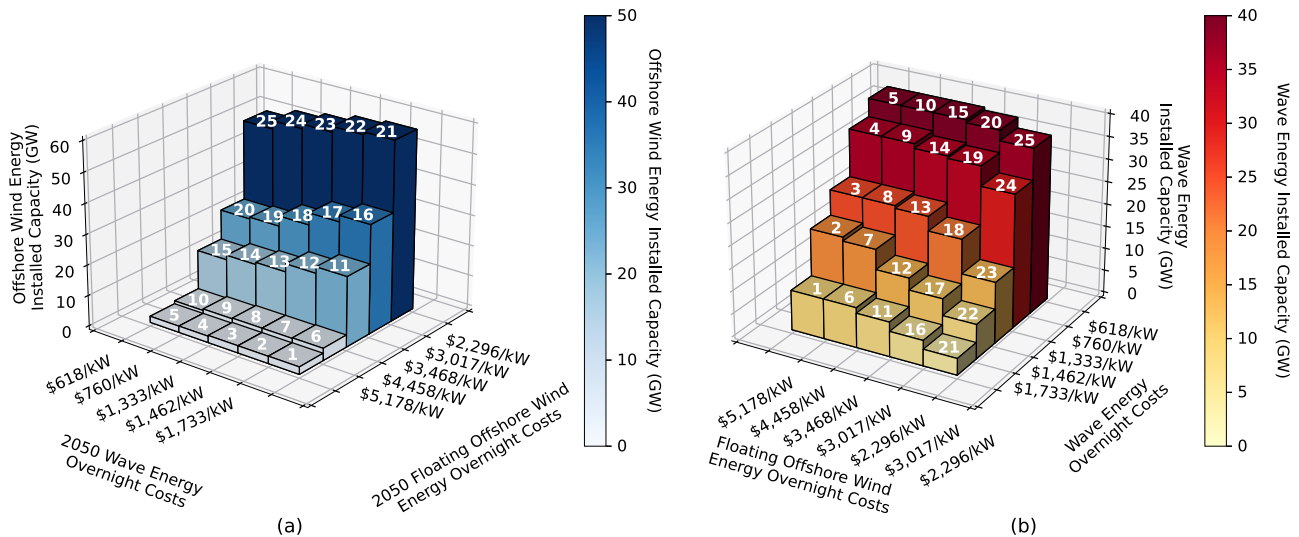 Offshore Wind Energy
Installed Capacity (GW)
60
50
40
30
20
10
0
25
24
23
22
21
20
19
18
17
16
15
14
13
12
11
10
9
8
7
6
5
4
3
2
1
$618/kW
$760/kW
$1,333/kW
$1,462/kW
$1,733/kW
2050 Wave Energy
Overnight Costs
$2,296/kW
$3,017/kW
$3,468/kW
$4,458/kW
$5,178/kW
2050 Floating Offshore Wind
Energy Overnight Costs
50
40
30
20
10
0
Offshore Wind Energy Installed Capacity (GW)
(a)
5
10
15
20
25
4
9
14
19
24
3
8
13
18
23
2
7
12
17
22
1
6
11
16
21
$5,178/kW
$4,458/kW
$3,468/kW
$3,017/kW
$2,296/kW
$3,017/kW
$2,296/kW
Floating Offshore Wind
Energy Overnight Costs
$618/kW
$760/kW
$1,333/kW
$1,462/kW
$1,733/kW
Wave Energy
Overnight Costs
40
35
30
25
20
15
10
5
0
Wave Energy
Installed Capacity (GW)
40
35
30
25
20
15
10
5
0
Wave Energy Installed Capacity (GW)
(b)